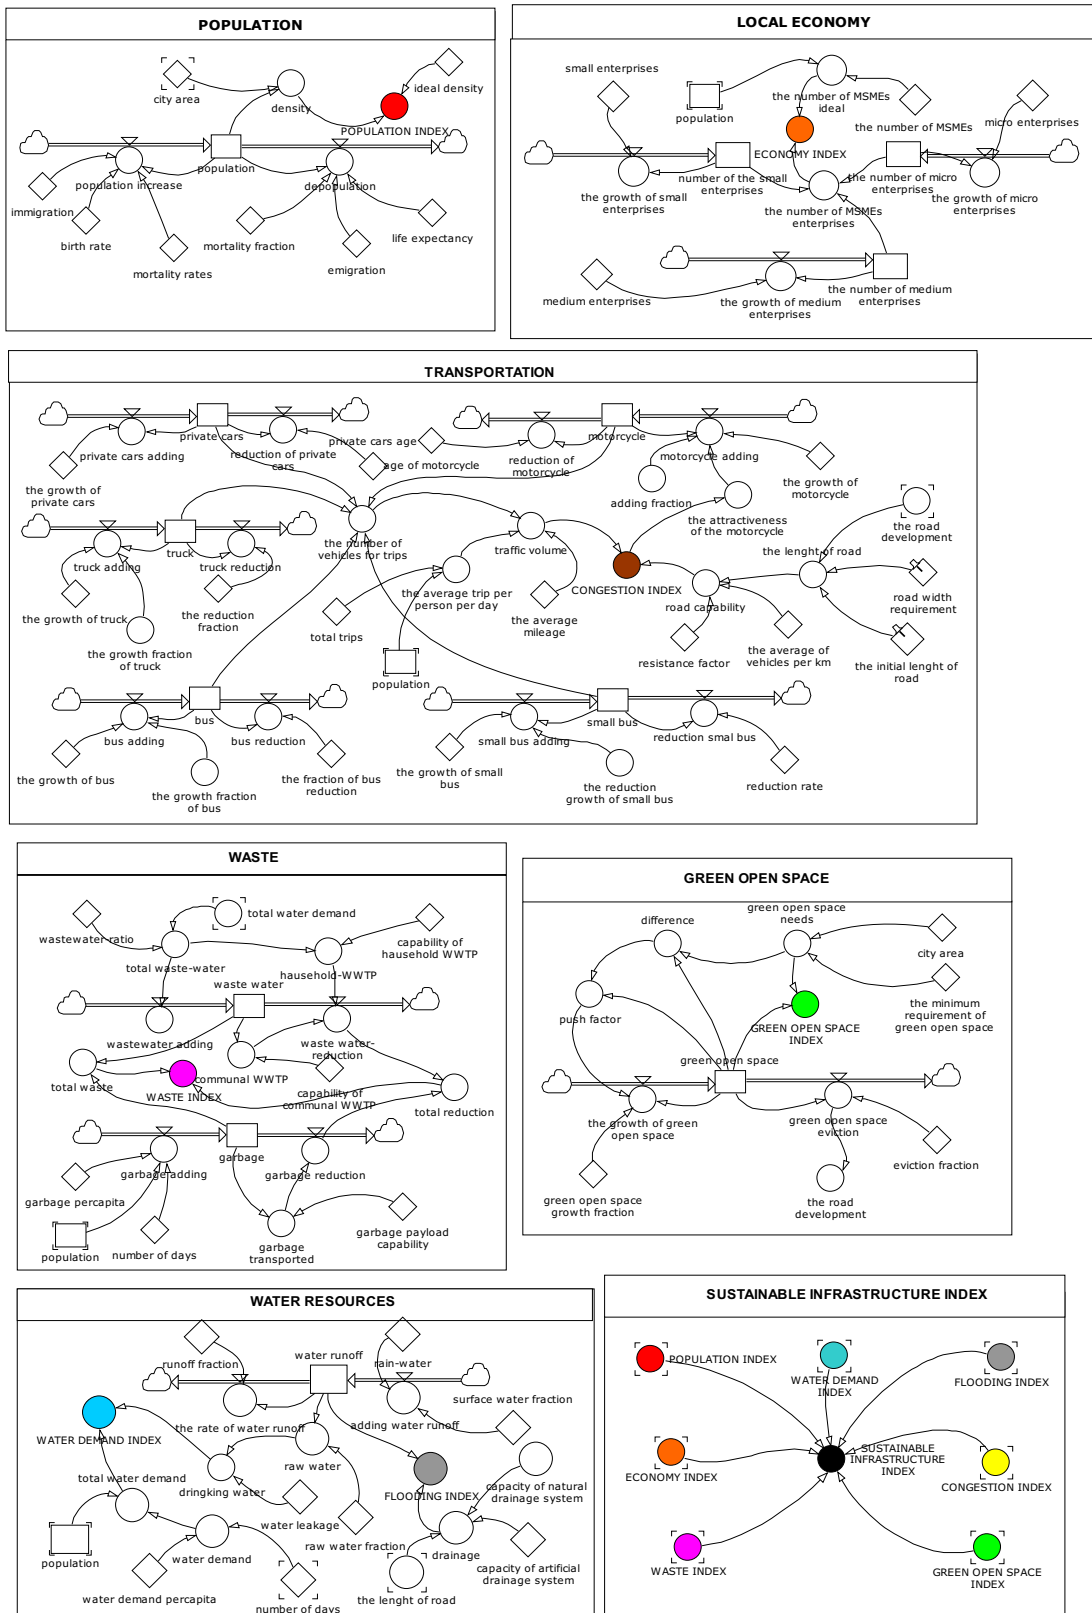 POPULATION
city area
density
ideal density
POPULATION INDEX
population
population increase
depopulation
immigration
birth rate
mortality rates
mortality fraction
emigration
life expectancy
LOCAL ECONOMY
small enterprises
population
the number of MSMEs
ideal
the number of MSMEs
micro enterprises
ECONOMY INDEX
number of the small
enterprises
the number of micro
enterprises
the growth of small
enterprises
the number of MSMEs
enterprises
the growth of micro
enterprises
medium enterprises
the growth of medium
enterprises
the number of medium
enterprises
TRANSPORTATION
private cars
private cars adding
reduction of private
cars
private cars age
the growth of
private cars
age of motorcycle
reduction of
motorcycle
motorcycle
motorcycle adding
adding fraction
the growth of
motorcycle
the attractiveness
of the motorcycle
the road
development
truck
truck adding
truck reduction
the number of
vehicles for trips
traffic volume
the lenght of road
CONGESTION INDEX
road capability
road width
requirement
the growth of truck
the reduction
fraction
the growth fraction
of truck
total trips
the average trip per
person per day
the average
mileage
population
resistance factor
the average of
vehicles per km
the initial lenght of
road
bus
bus adding
bus reduction
the growth of bus
the growth fraction
of bus
the fraction of bus
reduction
small bus
small bus adding
reduction smal bus
the growth of small
bus
the reduction
growth of small bus
reduction rate
WASTE
wastewater ratio
total water demand
capability of
household WWTP
total waste-water
household-WWTP
waste water
wastewater adding
waste water-
reduction
total waste
WASTE INDEX
communal WWTP
capability of
communal WWTP
total reduction
garbage
garbage adding
garbage reduction
garbage percapita
population
number of days
garbage
transported
garbage payload
capability
GREEN OPEN SPACE
difference
green open space
needs
city area
push factor
GREEN OPEN SPACE
INDEX
the minimum
requirement of
green open space
green open space
the growth of green
open space
green open space
eviction
green open space
growth fraction
the road
development
eviction fraction
WATER RESOURCES
runoff fraction
water runoff
rain-water
surface water fraction
WATER DEMAND INDEX
the rate of water runoff
adding water runoff
raw water
total water demand
dringking water
FLOODING INDEX
capacity of natural
drainage system
water leakage
raw water fraction
population
water demand
drainage
capacity of artificial
drainage system
water demand percapita
number of days
the lenght of road
SUSTAINABLE INFRASTRUCTURE INDEX
POPULATION INDEX
WATER DEMAND
INDEX
FLOODING INDEX
ECONOMY INDEX
SUSTAINABLE
INFRASTRUCTURE
INDEX
CONGESTION INDEX
WASTE INDEX
GREEN OPEN SPACE
INDEX